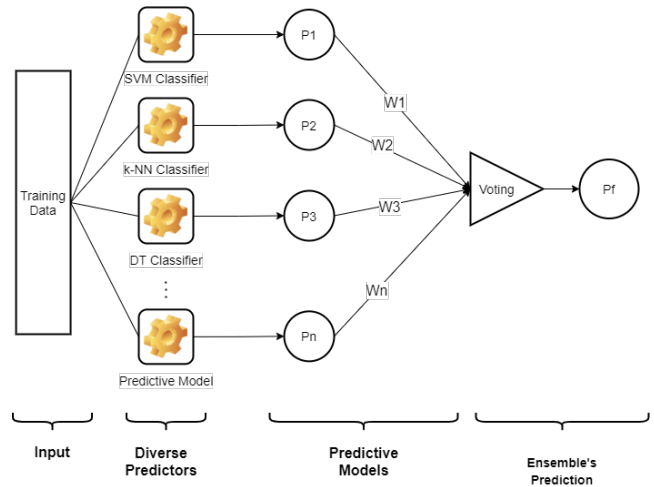 P1
SVM Classifier
W1
P2
W2
k-NN Classifier
Training
Data
Voting
Pf
P3
W3
DT Classifier
Wn
Pn
Predictive Model
Input
Diverse
Predictors
Predictive
Models
Ensemble's
Prediction